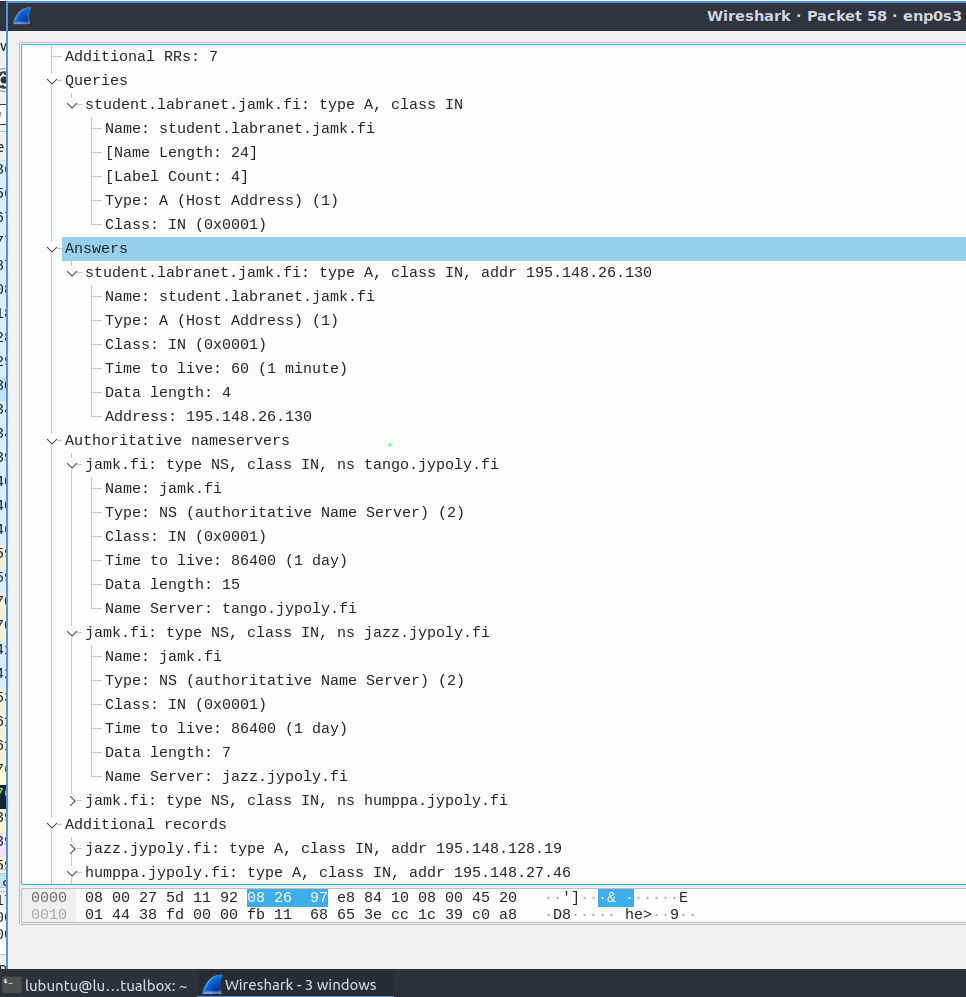 Wireshark · Packet 58 · enp0s3
Additional RRs: 7
Queries
student.labranet.jamk.fi: type A, class IN
Name: student.labranet.jamk.fi
[Name Length: 24]
[Label Count: 4]
Type: A (Host Address) (1)
Class: IN (0x0001)
Answers
student.labranet.jamk.fi: type A, class IN, addr 195.148.26.130
Name: student.labranet.jamk.fi
Type: A (Host Address) (1)
Class: IN (0x0001)
Time to live: 60 (1 minute)
Data length: 4
Address: 195.148.26.130
Authoritative nameservers
jamk.fi: type NS, class IN, ns tango.jypoly.fi
Name: jamk.fi
Type: NS (authoritative Name Server) (2)
Class: IN (0x0001)
Time to live: 86400 (1 day)
Data length: 15
Name Server: tango.jypoly.fi
jamk.fi: type NS, class IN, ns jazz.jypoly.fi
Name: jamk.fi
Type: NS (authoritative Name Server) (2)
Class: IN (0x0001)
Time to live: 86400 (1 day)
Data length: 7
Name Server: jazz.jypoly.fi
jamk.fi: type NS, class IN, ns humppa.jypoly.fi
Additional records
jazz.jypoly.fi: type A, class IN, addr 195.148.128.19
humppa.jypoly.fi: type A, class IN, addr 195.148.27.46
0000 08 00 27 5d 11 92 08 26 97 e8 84 10 08 00 45 20 ··']···& ······E
0010 01 44 38 fd 00 00 fb 11 68 65 3e cc 1c 39 c0 a8 ·D8····· he>··9··
lubuntu@lu...tualbox: ~
Wireshark - 3 windows